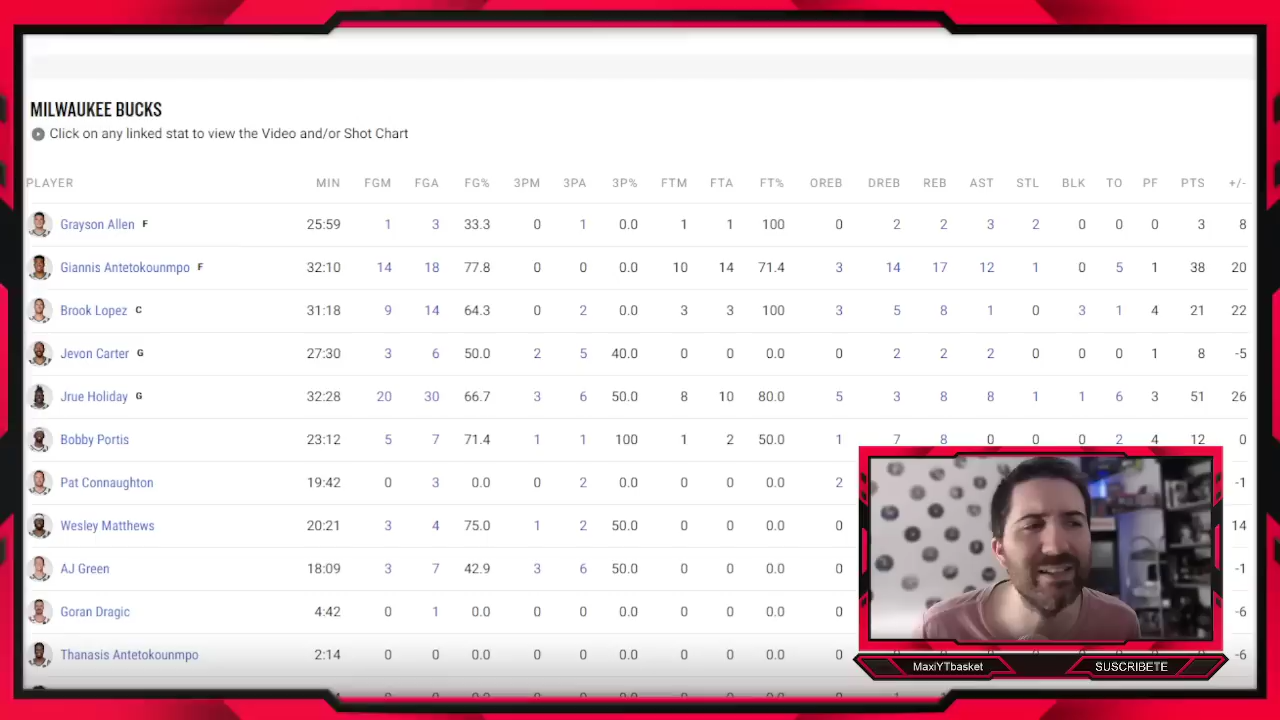 MILWAUKEE BUCKS
Click on any linked stat to view the Video and/or Shot Chart
PLAYER MIN FGM FGA FG% 3PM 3PA 3P% FTM FTA FT% OREB DREB REB AST STL BLK TO PF PTS +/-
Grayson Allen F 25:59 1 3 33.3 0 1 0.0 1 1 100 0 2 2 3 2 0 0 0 3 8
Giannis Antetokounmpo F 32:10 14 18 77.8 0 0 0.0 10 14 71.4 3 14 17 12 1 0 5 1 38 20
Brook Lopez C 31:18 9 14 64.3 0 2 0.0 3 3 100 3 5 8 1 0 3 1 4 21 22
Jevon Carter G 27:30 3 6 50.0 2 5 40.0 0 0 0.0 0 2 2 2 0 0 0 1 8 -5
Jrue Holiday G 32:28 20 30 66.7 3 6 50.0 8 10 80.0 5 3 8 8 1 1 6 3 51 26
Bobby Portis 23:12 5 7 71.4 1 1 100 1 2 50.0 1 7 8 0 0 0 2 4 12 0
Pat Connaughton 19:42 0 3 0.0 0 2 0.0 0 0 0.0 2 -1
Wesley Matthews 20:21 3 4 75.0 1 2 50.0 0 0 0.0 0 14
AJ Green 18:09 3 7 42.9 3 6 50.0 0 0 0.0 0 -1
Goran Dragic 4:42 0 1 0.0 0 0 0.0 0 0 0.0 0 -6
Thanasis Antetokounmpo 2:14 0 0 0.0 0 0 0.0 0 0 0.0 0 -6
MaxiYTbasket SUSCRIBETE